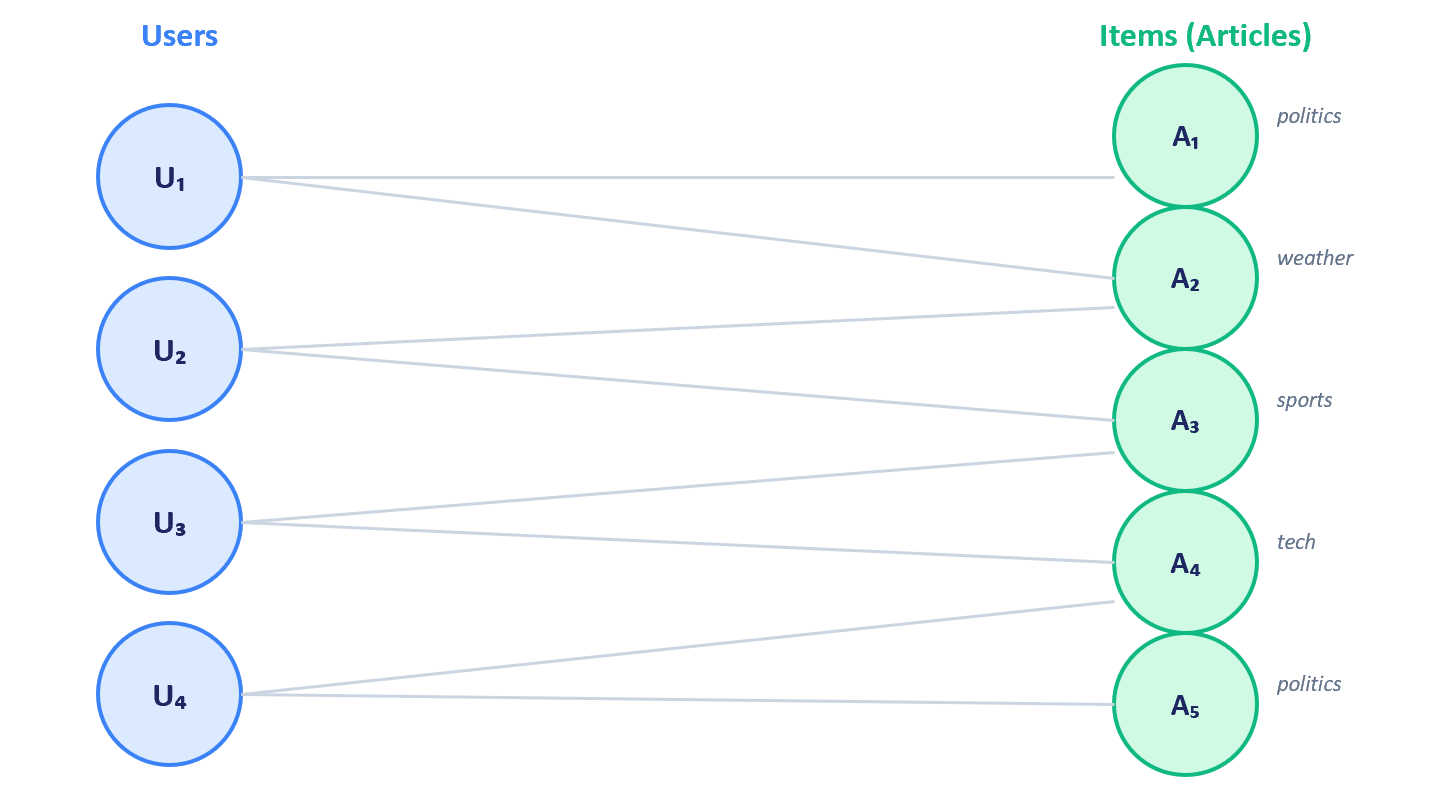 Users
Items (Articles)
U₁
U₂
U₃
U₄
A₁
politics
A₂
weather
A₃
sports
A₄
tech
A₅
politics